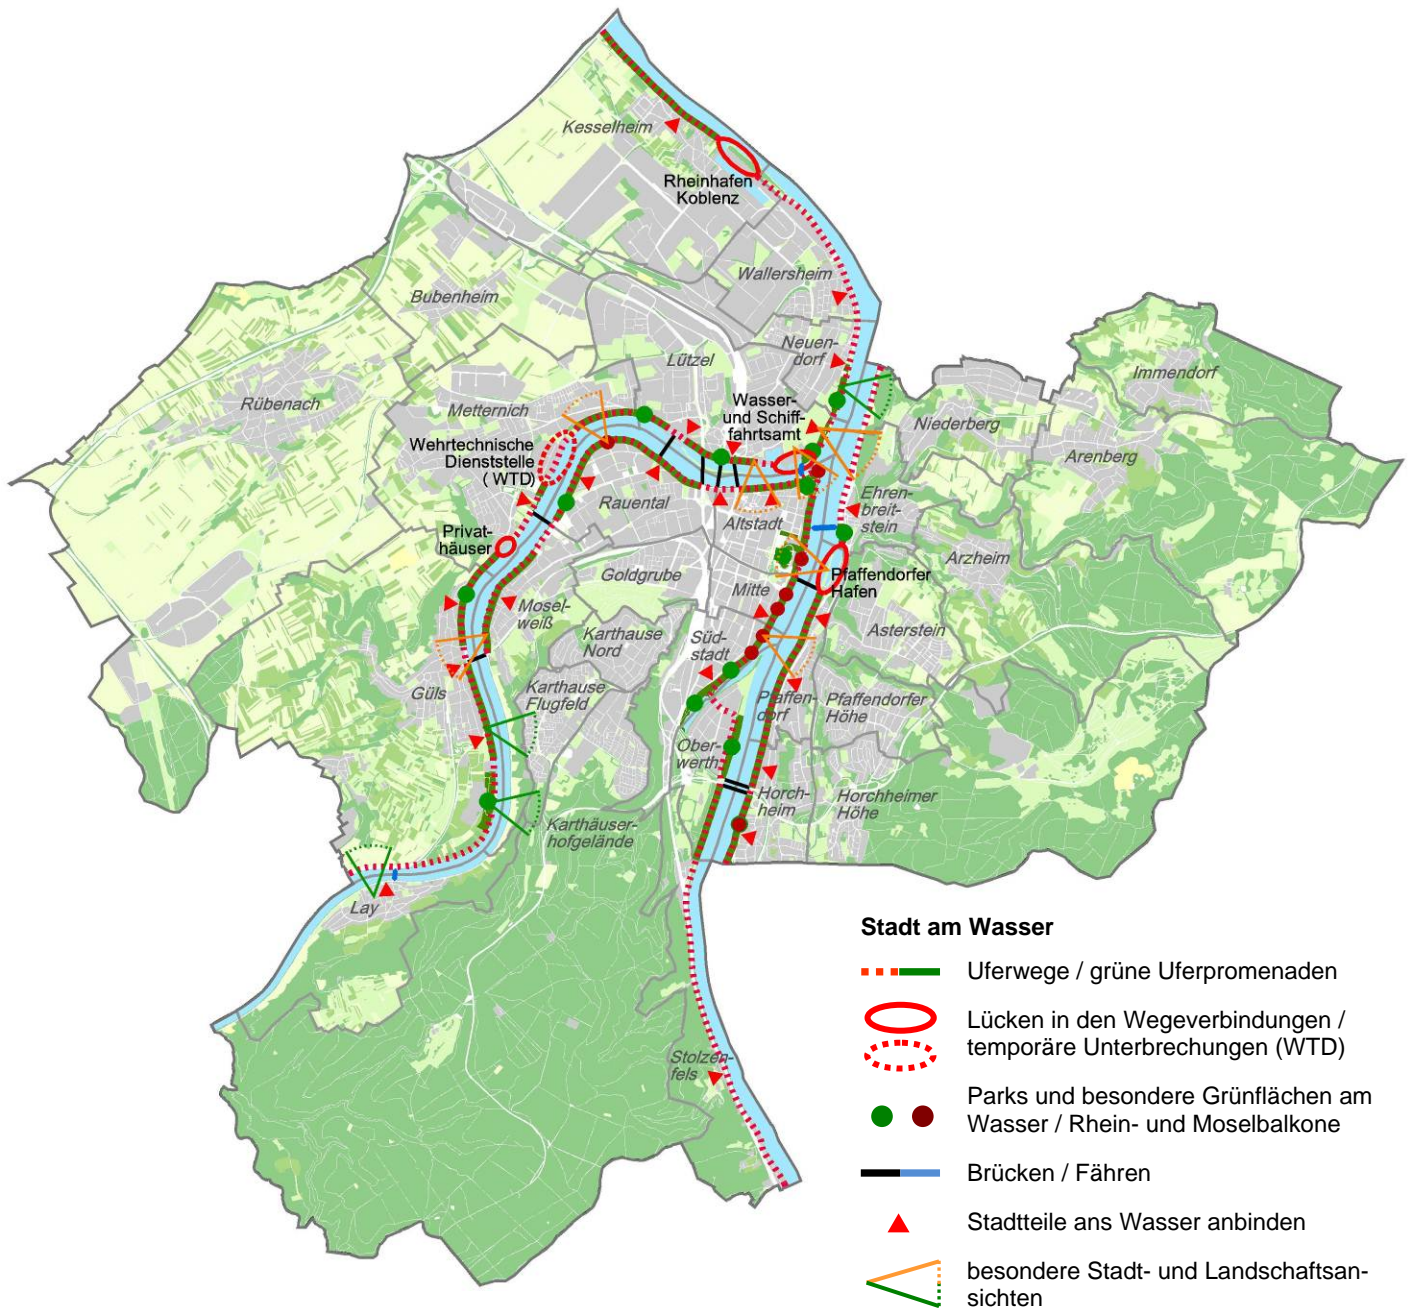 Kesselheim
Rheinhafen
Koblenz
Wallersheim
Bubenheim
Neuen-
dorf
Lützel
Immendorf
Rübenach
Metternich
Wasser-
und Schiff-
fahrtsamt
Niederberg
Arenberg
Wehrtechnische
Dienststelle
( WTD)
Rauental
Altstadt
Ehren-
breit-
stein
Privat-
häuser
Arzheim
Goldgrube
Mitte
Pfaffendorfer
Hafen
Mosel-
weiß
Karthause
Nord
Süd-
stadt
Asterstein
Güls
Karthause
Flugfeld
Pfaffen-
dorf
Pfaffendorfer
Höhe
Ober-
werth
Horch-
heim
Horchheimer
Höhe
Karthäuser-
hofgelände
Lay
Stolzen-
fels
Stadt am Wasser
Uferwege / grüne Uferpromenaden
Lücken in den Wegeverbindungen /
temporäre Unterbrechungen (WTD)
Parks und besondere Grünflächen am
Wasser / Rhein- und Moselbalkone
Brücken / Fähren
Stadtteile ans Wasser anbinden
besondere Stadt- und Landschaftsan-
sichten